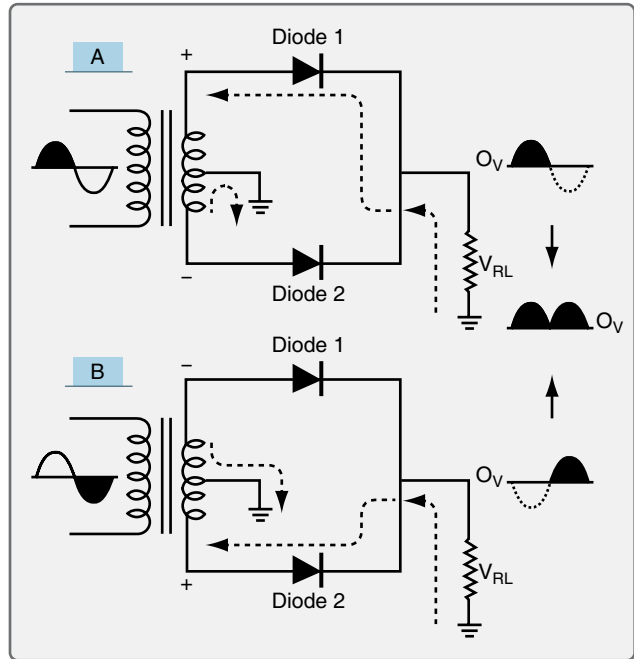 A
+
Diode 1
O_V
V_RL
−
Diode 2
O_V
B
−
Diode 1
O_V
V_RL
+
Diode 2